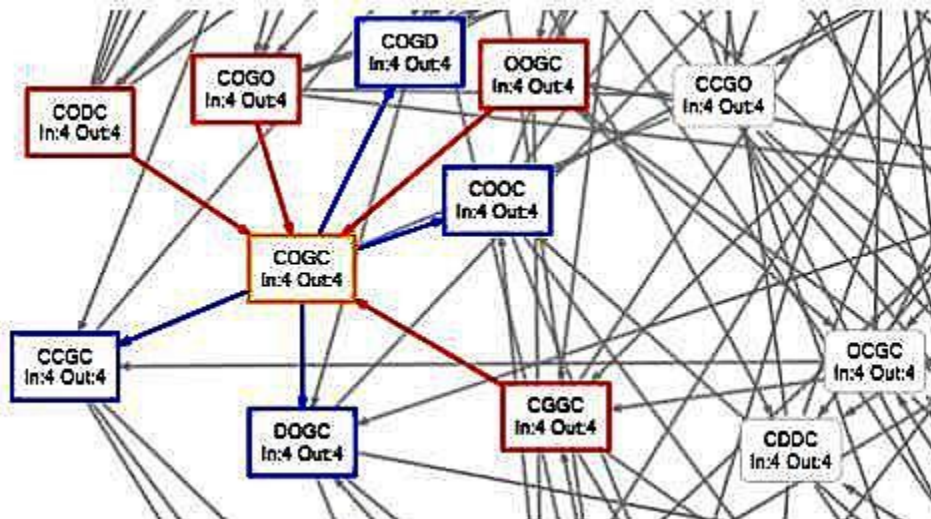 COGD
In:4 Out:4
OOGC
In:4 Out:4
COGO
In:4 Out:4
CCGO
In:4 Out:4
CODC
In:4 Out:4
COOC
In:4 Out:4
COGC
In:4 Out:4
CCGC
In:4 Out:4
OCGC
In:4 Out:4
CGGC
In:4 Out:4
DOGC
In:4 Out:4
CDDC
In:4 Out:4